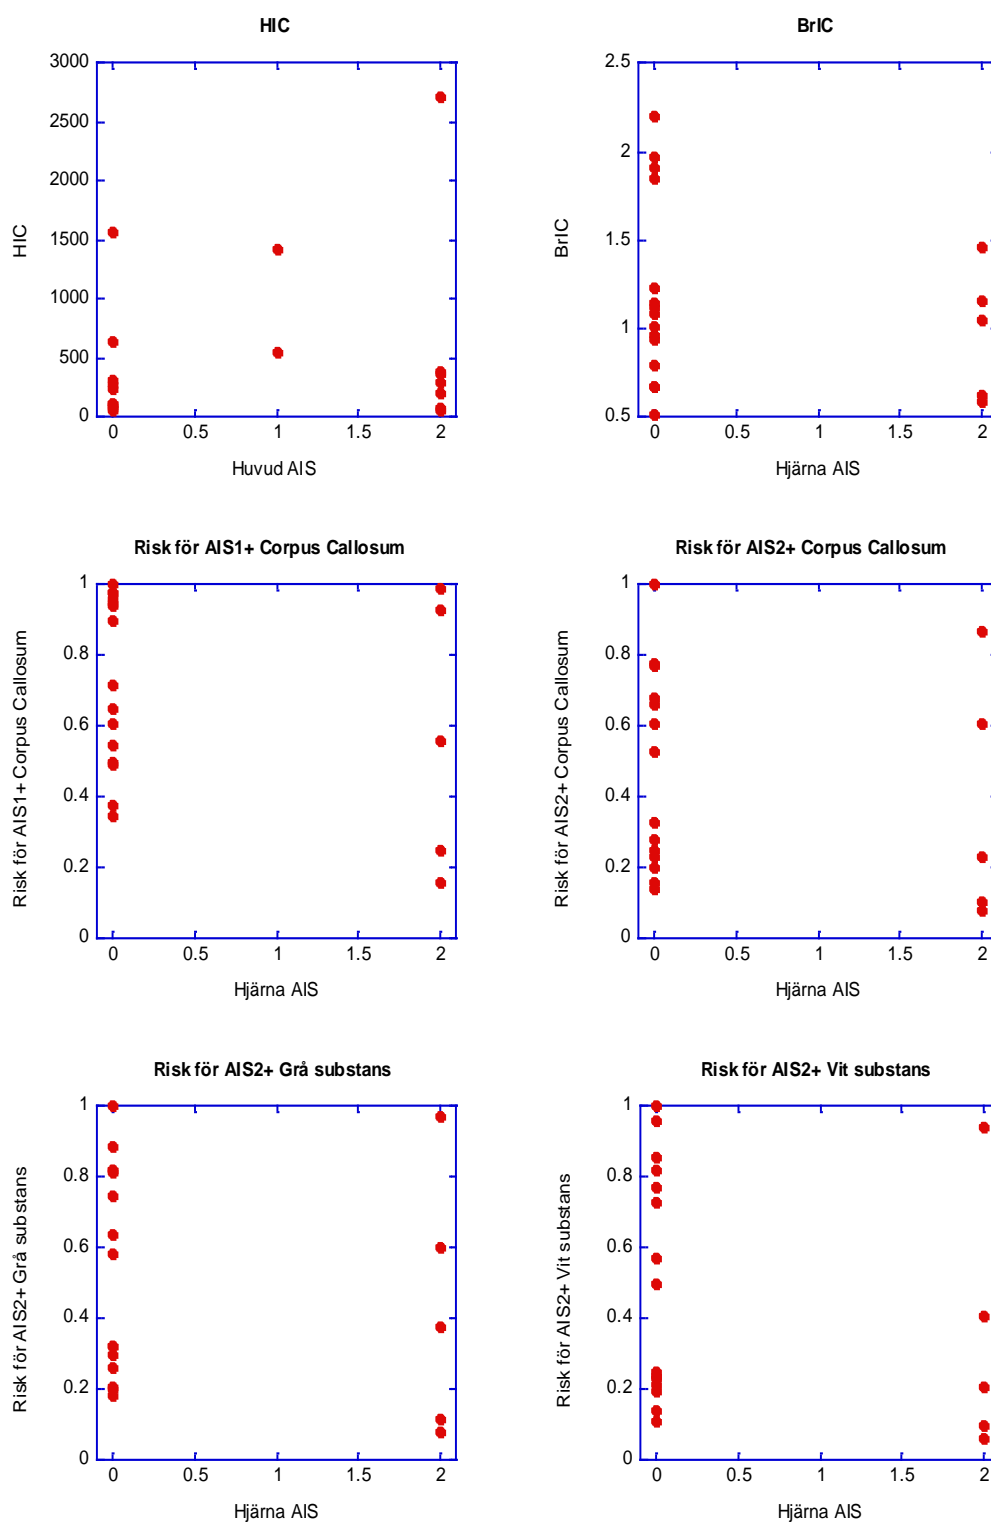 HIC
3000
2500
2000
1500
1000
500
0
HIC
0 0.5 1 1.5 2
Huvud AIS
BrIC
2.5
2
1.5
1
0.5
BrIC
0 0.5 1 1.5 2
Hjärna AIS
Risk för AIS1+ Corpus Callosum
1
0.8
0.6
0.4
0.2
0
Risk för AIS1+ Corpus Callosum
0 0.5 1 1.5 2
Hjärna AIS
Risk för AIS2+ Corpus Callosum
1
0.8
0.6
0.4
0.2
0
Risk för AIS2+ Corpus Callosum
0 0.5 1 1.5 2
Hjärna AIS
Risk för AIS2+ Grå substans
1
0.8
0.6
0.4
0.2
0
Risk för AIS2+ Grå substans
0 0.5 1 1.5 2
Hjärna AIS
Risk för AIS2+ Vit substans
1
0.8
0.6
0.4
0.2
0
Risk för AIS2+ Vit substans
0 0.5 1 1.5 2
Hjärna AIS